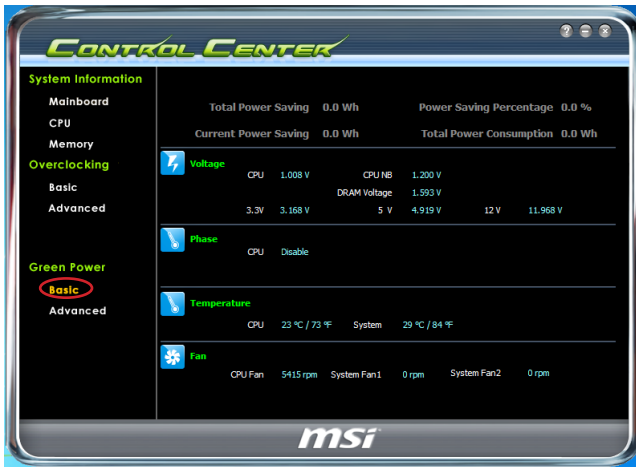 CONTROL CENTER
? – ×
System Information
Mainboard
CPU
Memory
Overclocking
Basic
Advanced
Green Power
Basic
Advanced
Total Power Saving 0.0 Wh Power Saving Percentage 0.0 %
Current Power Saving 0.0 Wh Total Power Consumption 0.0 Wh
Voltage
CPU 1.008 V CPU NB 1.200 V
DRAM Voltage 1.593 V
3.3V 3.168 V 5 V 4.919 V 12 V 11.968 V
Phase
CPU Disable
Temperature
CPU 23 ºC / 73 ºF System 29 ºC / 84 ºF
Fan
CPU Fan 5415 rpm System Fan1 0 rpm System Fan2 0 rpm
msi